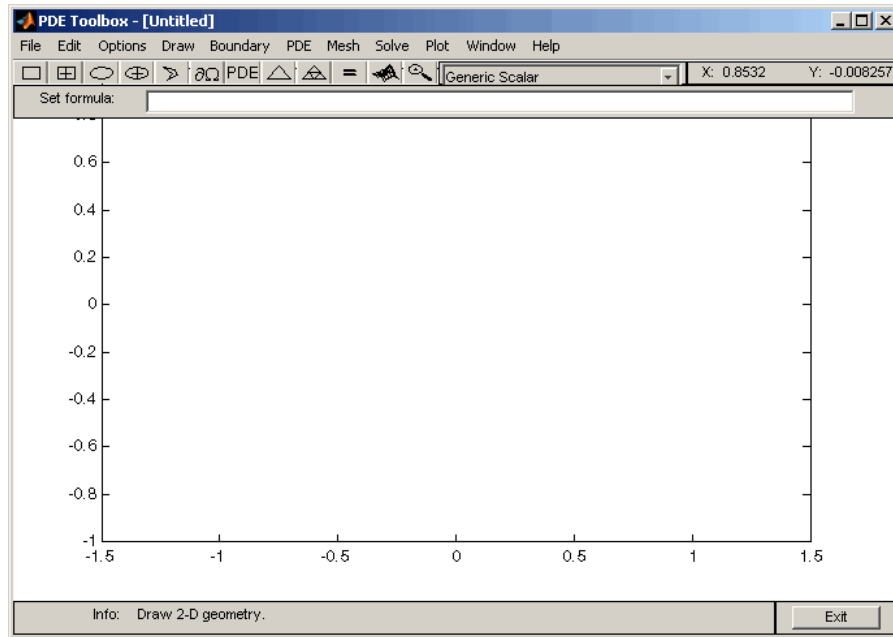 PDE Toolbox - [Untitled]
File Edit Options Draw Boundary PDE Mesh Solve Plot Window Help
∂Ω PDE = Generic Scalar X: 0.8532 Y: -0.008257
Set formula:
0.6
0.4
0.2
0
-0.2
-0.4
-0.6
-0.8
-1
-1.5 -1 -0.5 0 0.5 1 1.5
Info: Draw 2-D geometry. Exit